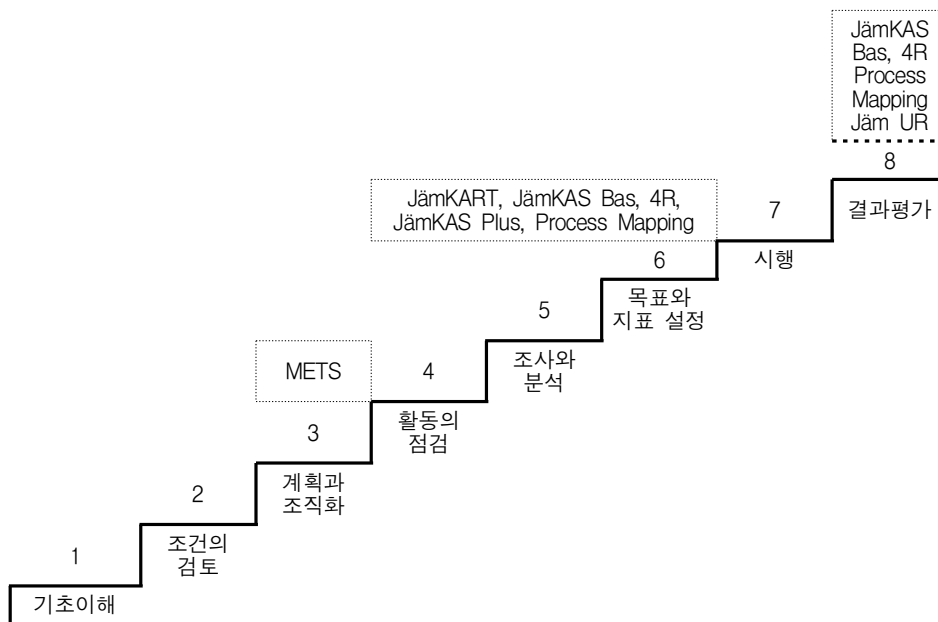 JämKAS
Bas, 4R
Process
Mapping
Jäm UR
8
결과평가
JämKART, JämKAS Bas, 4R,
JämKAS Plus, Process Mapping
7
시행
6
목표와
지표 설정
5
조사와
분석
METS
4
활동의
점검
3
계획과
조직화
2
조건의
검토
1
기초이해